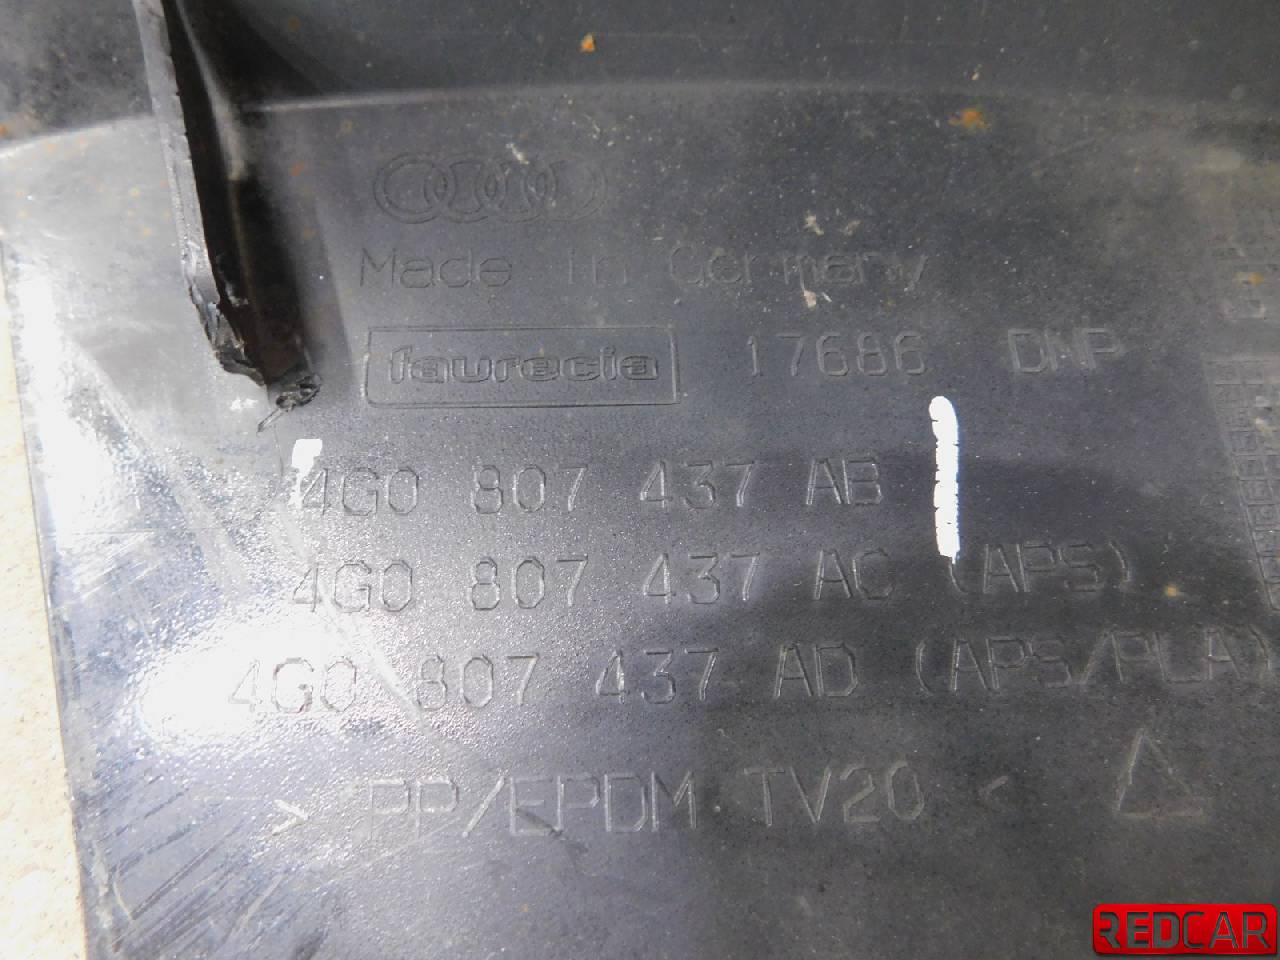 Made in Germany
faurecia 17686 DNP
4G0 807 437 AB
4G0 807 437 AC (APS)
4G0 807 437 AD (APS/PLA)
> PP/EPDM TV20 <
REDCAR